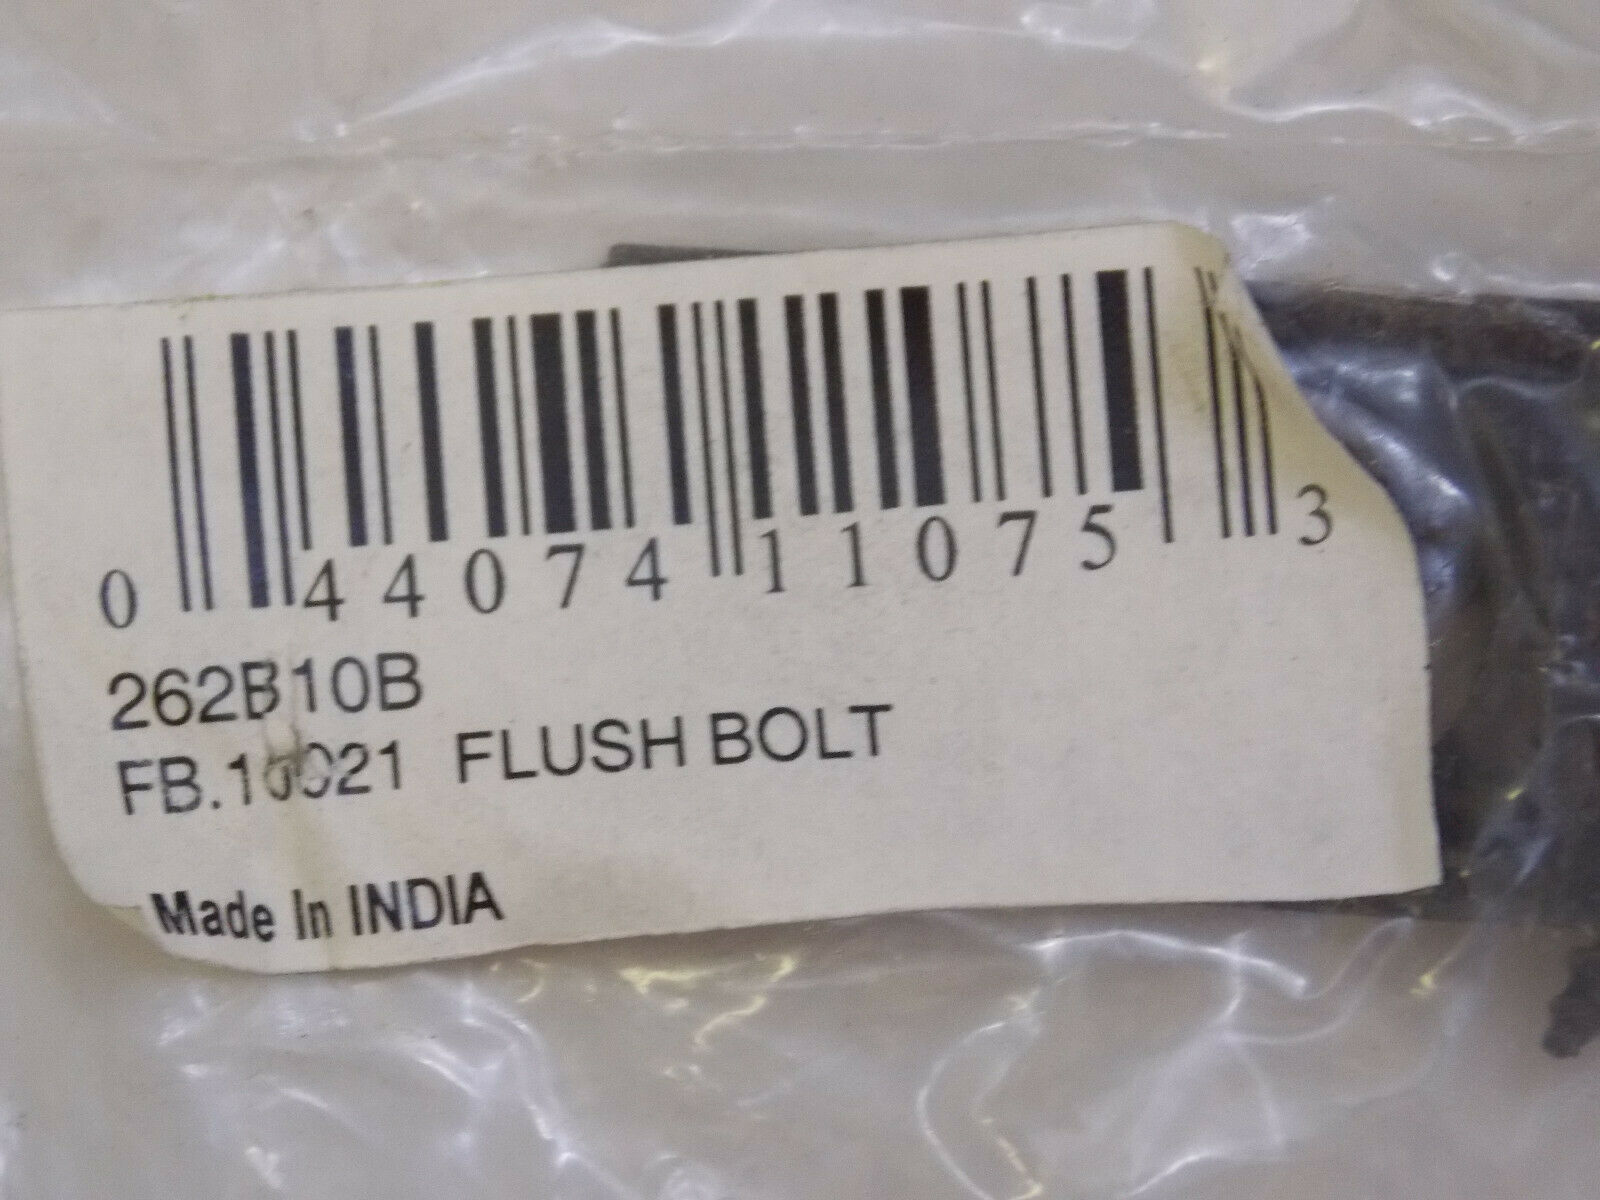 0 44074 11075 3
262B10B
FB.10021 FLUSH BOLT
Made In INDIA